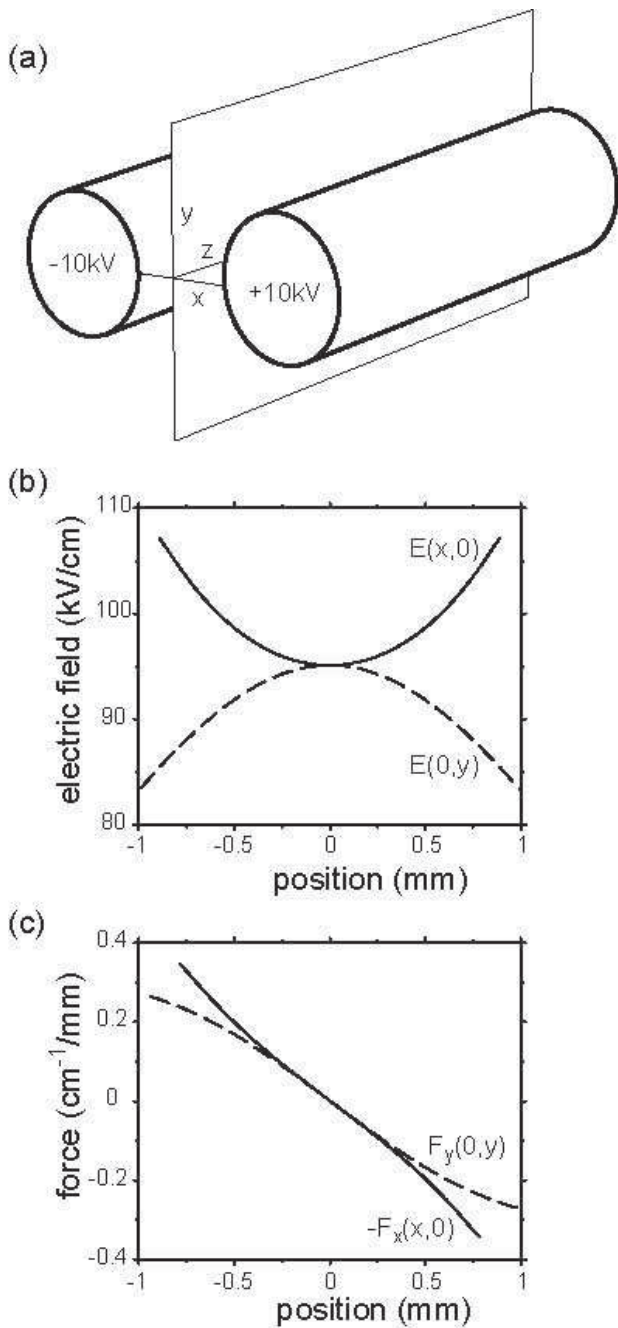 (a)
y
z
-10kV
x
+10kV
(b)
110
100
90
80
electric field (kV/cm)
E(x,0)
E(0,y)
-1 -0.5 0 0.5 1
position (mm)
(c)
0.4
0.2
0
-0.2
-0.4
force (cm⁻¹/mm)
F_y(0,y)
-F_x(x,0)
-1 -0.5 0 0.5 1
position (mm)